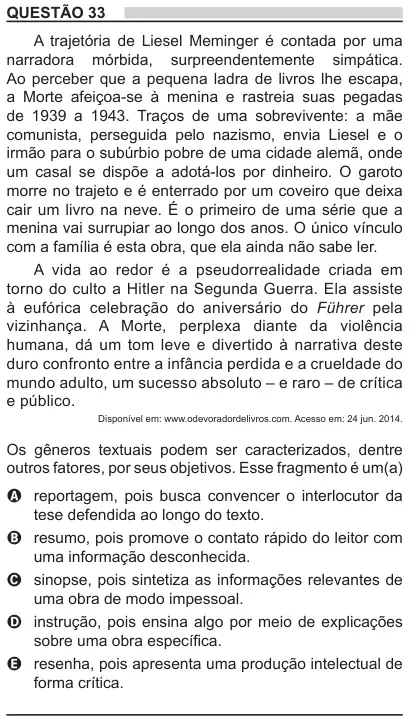 QUESTÃO 33
A trajetória de Liesel Meminger é contada por uma
narradora mórbida, surpreendentemente simpática.
Ao perceber que a pequena ladra de livros lhe escapa,
a Morte afeiçoa-se à menina e rastreia suas pegadas
de 1939 a 1943. Traços de uma sobrevivente: a mãe
comunista, perseguida pelo nazismo, envia Liesel e o
irmão para o subúrbio pobre de uma cidade alemã, onde
um casal se dispõe a adotá-los por dinheiro. O garoto
morre no trajeto e é enterrado por um coveiro que deixa
cair um livro na neve. É o primeiro de uma série que a
menina vai surrupiar ao longo dos anos. O único vínculo
com a família é esta obra, que ela ainda não sabe ler.
A vida ao redor é a pseudorrealidade criada em
torno do culto a Hitler na Segunda Guerra. Ela assiste
à eufórica celebração do aniversário do Führer pela
vizinhança. A Morte, perplexa diante da violência
humana, dá um tom leve e divertido à narrativa deste
duro confronto entre a infância perdida e a crueldade do
mundo adulto, um sucesso absoluto – e raro – de crítica
e público.
Disponível em: www.odevoradordelivros.com. Acesso em: 24 jun. 2014.
Os gêneros textuais podem ser caracterizados, dentre
outros fatores, por seus objetivos. Esse fragmento é um(a)
A reportagem, pois busca convencer o interlocutor da
tese defendida ao longo do texto.
B resumo, pois promove o contato rápido do leitor com
uma informação desconhecida.
C sinopse, pois sintetiza as informações relevantes de
uma obra de modo impessoal.
D instrução, pois ensina algo por meio de explicações
sobre uma obra específica.
E resenha, pois apresenta uma produção intelectual de
forma crítica.